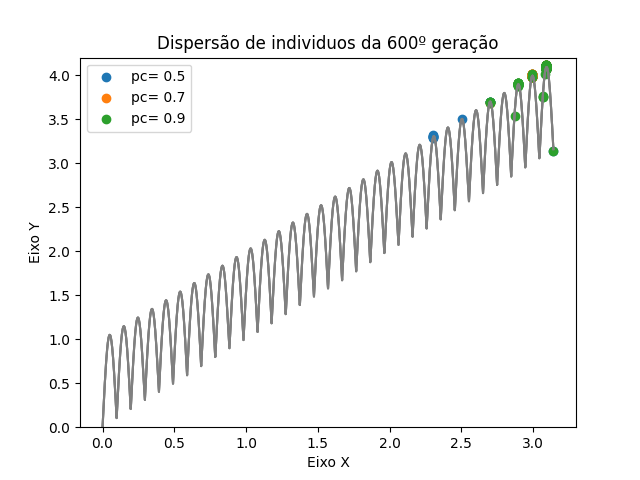 Dispersão de individuos da 600º geração
pc= 0.5
pc= 0.7
pc= 0.9
Eixo Y
4.0
3.5
3.0
2.5
2.0
1.5
1.0
0.5
0.0
0.0 0.5 1.0 1.5 2.0 2.5 3.0
Eixo X